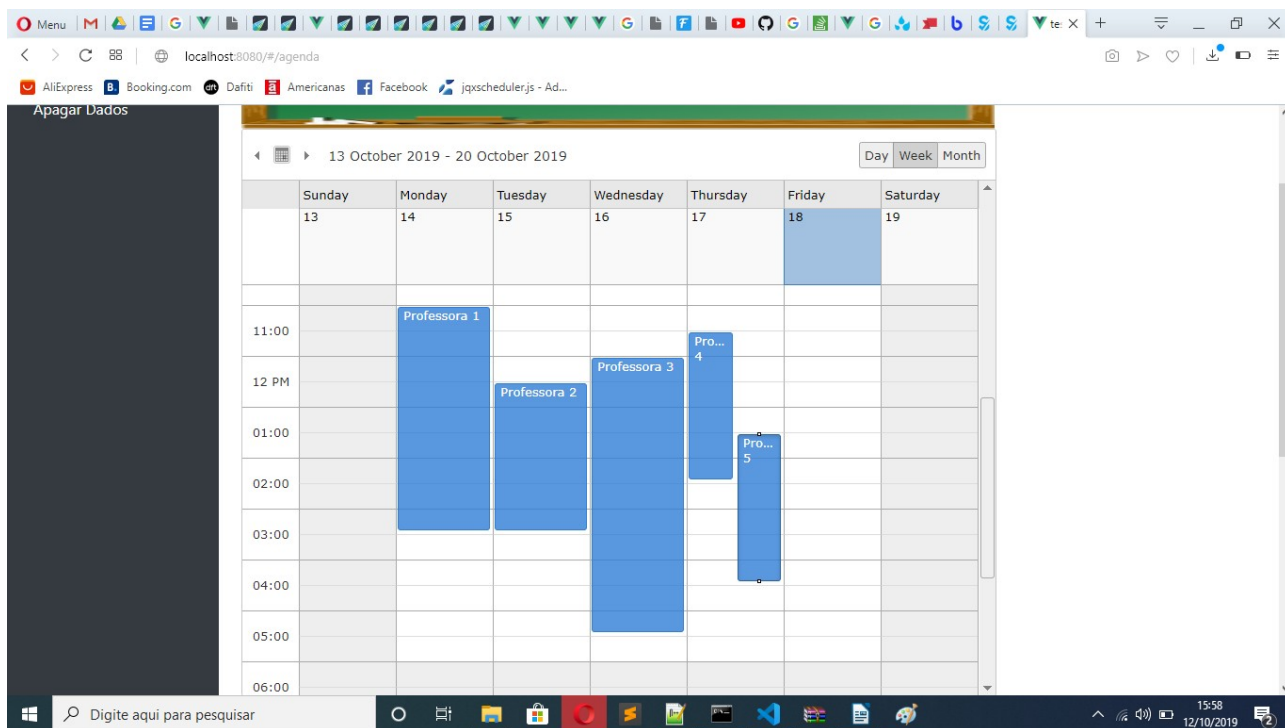 Menu
te:
localhost:8080/#/agenda
AliExpress Booking.com Dafiti Americanas Facebook jqxscheduler.js - Ad...
Apagar Dados
13 October 2019 - 20 October 2019 Day Week Month
Sunday Monday Tuesday Wednesday Thursday Friday Saturday
13 14 15 16 17 18 19
Professora 1
11:00
Pro...
4
Professora 3
12 PM
Professora 2
01:00
Pro...
5
02:00
03:00
04:00
05:00
06:00
Digite aqui para pesquisar
15:58
12/10/2019